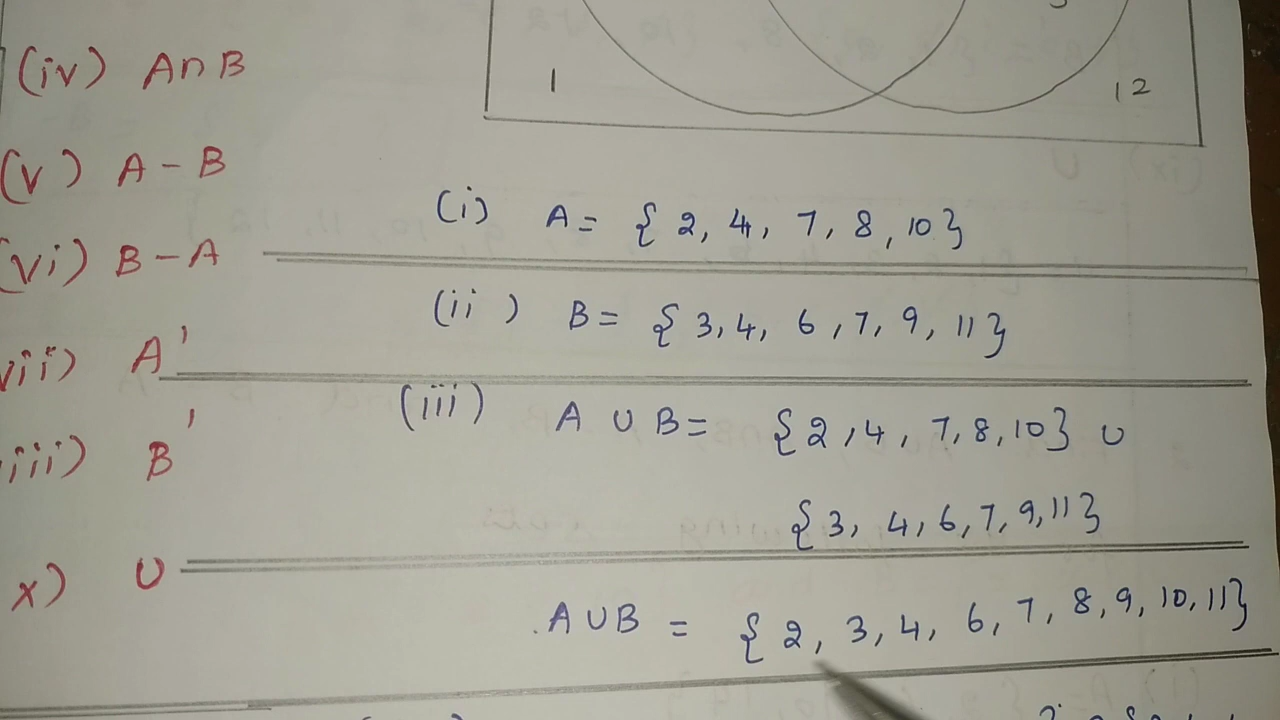 (iv) A∩B
1
12
(v) A - B
(i) A = { 2, 4, 7, 8, 10}
(vi) B - A
(ii) B = { 3, 4, 6, 7, 9, 11}
A'
(iii) A ∪ B = {2, 4, 7, 8, 10} ∪
B'
{3, 4, 6, 7, 9, 11}
x) U
A∪B = { 2, 3, 4, 6, 7, 8, 9, 10, 11}